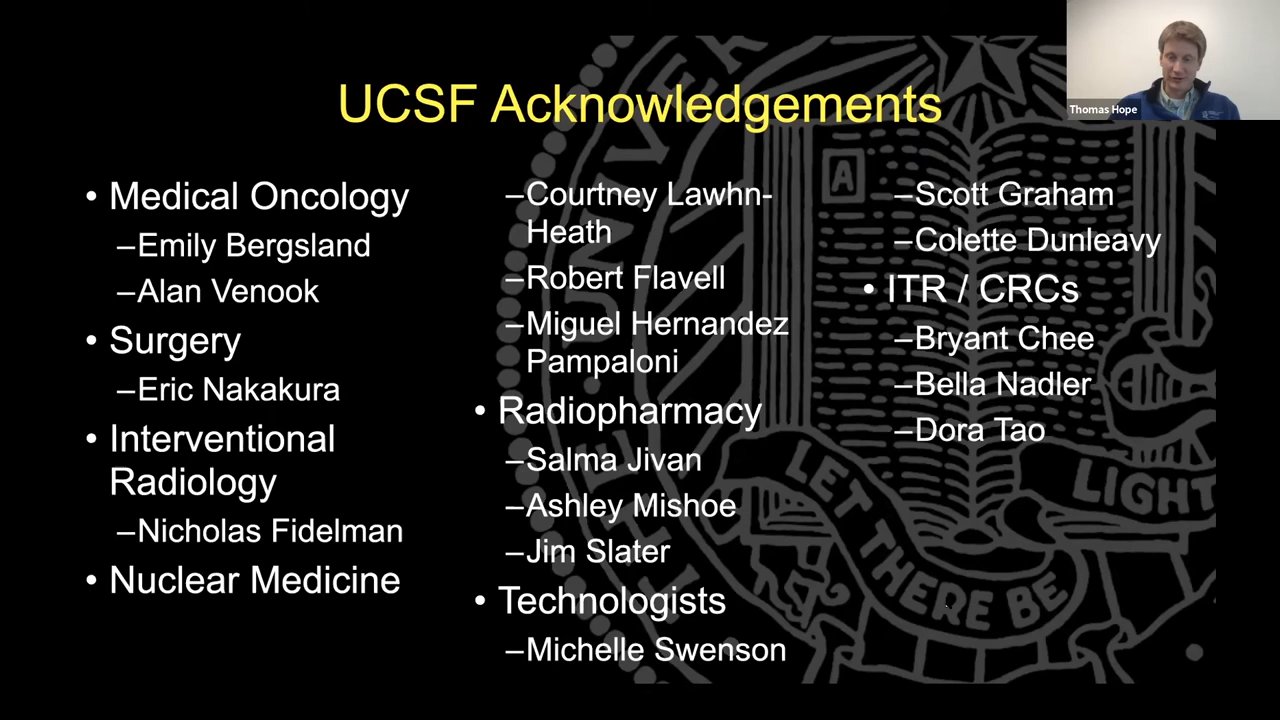 UCSF Acknowledgements
Thomas Hope
• Medical Oncology
–Emily Bergsland
–Alan Venook
• Surgery
–Eric Nakakura
• Interventional
Radiology
–Nicholas Fidelman
• Nuclear Medicine
–Courtney Lawhn-
Heath
–Robert Flavell
–Miguel Hernandez
Pampaloni
• Radiopharmacy
–Salma Jivan
–Ashley Mishoe
–Jim Slater
• Technologists
–Michelle Swenson
–Scott Graham
–Colette Dunleavy
• ITR / CRCs
–Bryant Chee
–Bella Nadler
–Dora Tao
A
LET THERE BE
LIGHT